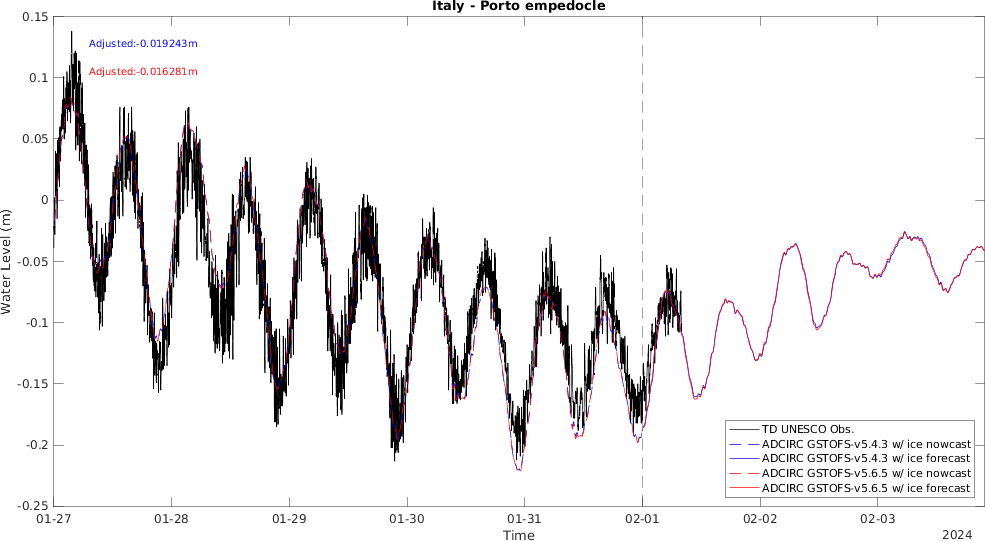 Italy - Porto empedocle
Adjusted:-0.019243m
Adjusted:-0.016281m
0.15
0.1
0.05
0
-0.05
-0.1
-0.15
-0.2
-0.25
Water Level (m)
TD UNESCO Obs.
ADCIRC GSTOFS-v5.4.3 w/ ice nowcast
ADCIRC GSTOFS-v5.4.3 w/ ice forecast
ADCIRC GSTOFS-v5.6.5 w/ ice nowcast
ADCIRC GSTOFS-v5.6.5 w/ ice forecast
01-27 01-28 01-29 01-30 01-31 02-01 02-02 02-03
Time
2024